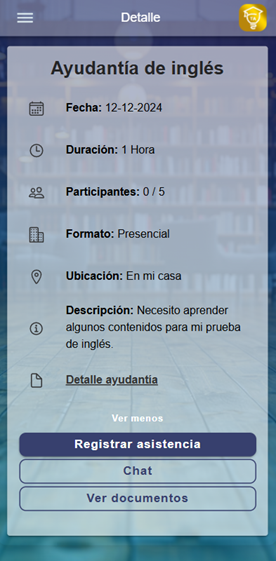 Detalle
Ayudantía de inglés
Fecha: 12-12-2024
Duración: 1 Hora
Participantes: 0 / 5
Formato: Presencial
Ubicación: En mi casa
Descripción: Necesito aprender
algunos contenidos para mi prueba
de inglés.
Detalle ayudantia
Ver menos
Registrar asistencia
Chat
Ver documentos